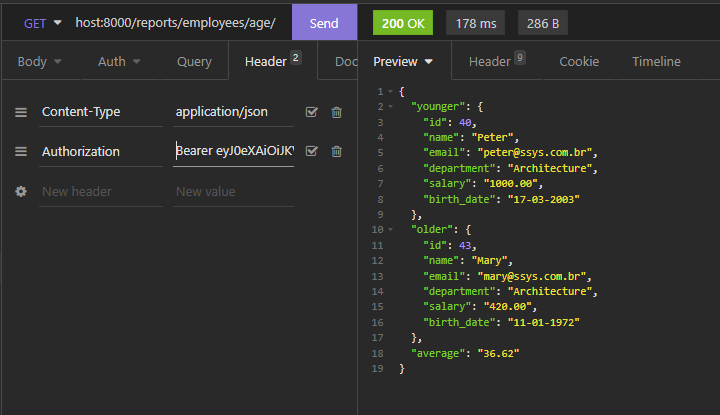 GET host:8000/reports/employees/age/ Send 200 OK 178 ms 286 B
Body Auth Query Header 2 Doc Preview Header 9 Cookie Timeline
Content-Type application/json
Authorization Bearer eyJ0eXAiOiJK
New header New value
1 {
2 "younger": {
3 "id": 40,
4 "name": "Peter",
5 "email": "peter@ssys.com.br",
6 "department": "Architecture",
7 "salary": "1000.00",
8 "birth_date": "17-03-2003"
9 },
10 "older": {
11 "id": 43,
12 "name": "Mary",
13 "email": "mary@ssys.com.br",
14 "department": "Architecture",
15 "salary": "420.00",
16 "birth_date": "11-01-1972"
17 },
18 "average": "36.62"
19 }